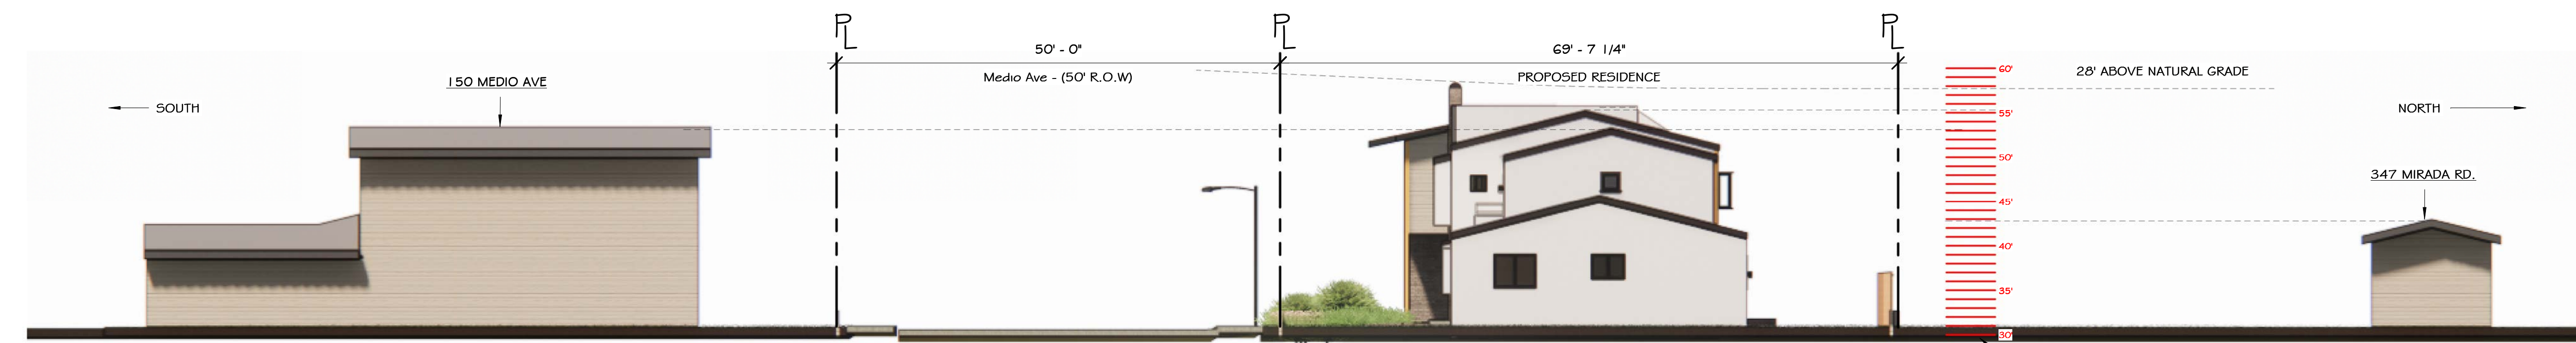 PL
PL
PL
50' - 0"
69' - 7 1/4"
Medio Ave - (50' R.O.W)
PROPOSED RESIDENCE
60'
28' ABOVE NATURAL GRADE
150 MEDIO AVE
SOUTH
NORTH
55'
50'
347 MIRADA RD.
45'
40'
35'
30'